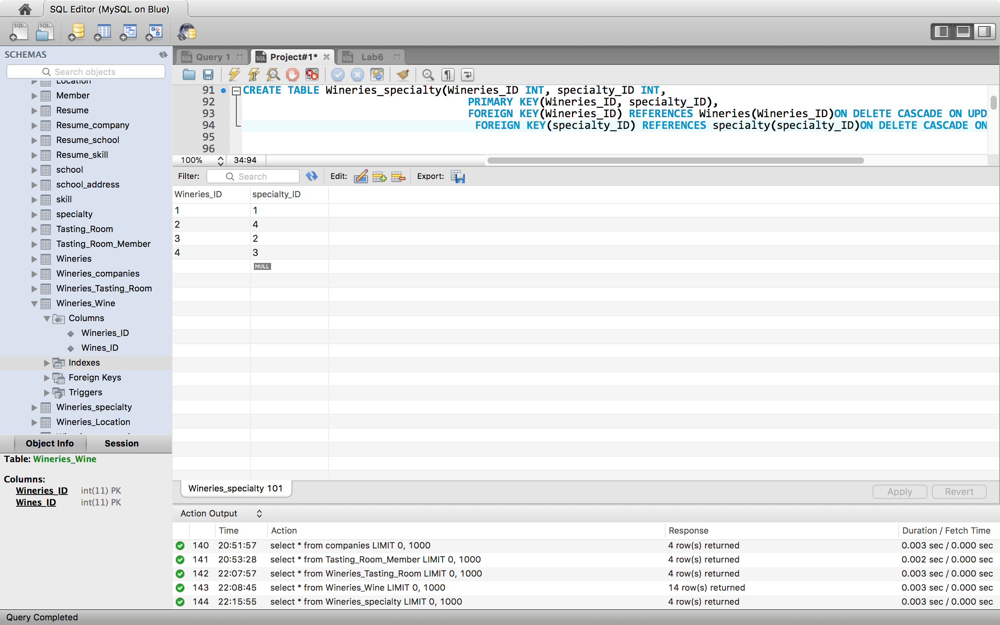 SQL Editor (MySQL on Blue)
SCHEMAS
Search objects
Location
Member
Resume
Resume_company
Resume_school
Resume_skill
school
school_address
skill
specialty
Tasting_Room
Tasting_Room_Member
Wineries
Wineries_companies
Wineries_Tasting_Room
Wineries_Wine
Columns
Wineries_ID
Wines_ID
Indexes
Foreign Keys
Triggers
Wineries_specialty
Wineries_Location
Object Info Session
Table: Wineries_Wine
Columns:
Wineries_ID int(11) PK
Wines_ID int(11) PK
Query 1 Project#1* Lab6
91 CREATE TABLE Wineries_specialty(Wineries_ID INT, specialty_ID INT,
92 PRIMARY KEY(Wineries_ID, specialty_ID),
93 FOREIGN KEY(Wineries_ID) REFERENCES Wineries(Wineries_ID)ON DELETE CASCADE ON UPD
94 FOREIGN KEY(specialty_ID) REFERENCES specialty(specialty_ID)ON DELETE CASCADE ON
95
96
100% 34:94
Filter: Search Edit: Export:
Wineries_ID specialty_ID
1 1
2 4
3 2
4 3
NULL
Wineries_specialty 101
Apply Revert
Action Output
Time Action Response Duration / Fetch Time
140 20:51:57 select * from companies LIMIT 0, 1000 4 row(s) returned 0.003 sec / 0.000 sec
141 20:53:28 select * from Tasting_Room_Member LIMIT 0, 1000 4 row(s) returned 0.002 sec / 0.000 sec
142 22:07:57 select * from Wineries_Tasting_Room LIMIT 0, 1000 4 row(s) returned 0.003 sec / 0.000 sec
143 22:08:45 select * from Wineries_Wine LIMIT 0, 1000 14 row(s) returned 0.003 sec / 0.000 sec
144 22:15:55 select * from Wineries_specialty LIMIT 0, 1000 4 row(s) returned 0.003 sec / 0.000 sec
Query Completed